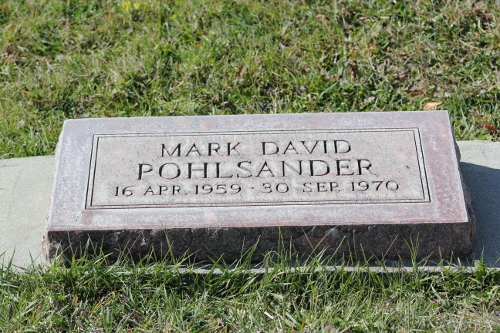 MARK DAVID
POHLSANDER
16 APR. 1959 · 30 SEP. 1970